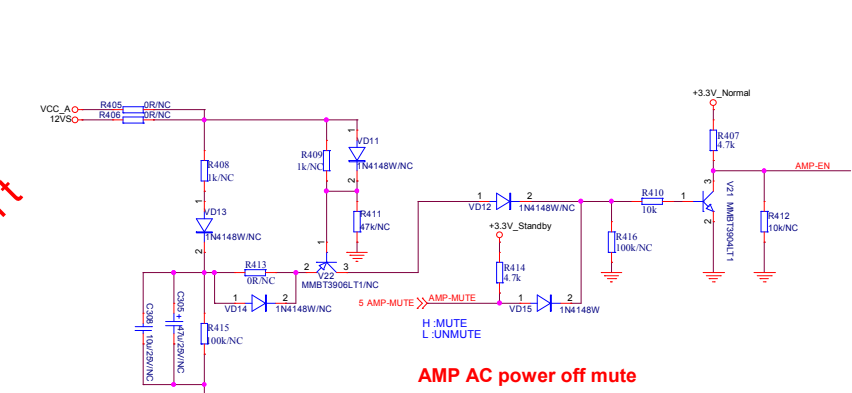 +3.3V_Normal
VCC_A
R405
0R/NC
12VS
R406
0R/NC
R407
4.7k
1
VD11
R409
1k/NC
R408
1k/NC
1N4148W/NC
2
AMP-EN
3
V21 MMBT3904LT1
1
2
R410
10k
1
VD13
1N4148W/NC
2
R411
47k/NC
1
2
VD12
1N4148W/NC
R412
10k/NC
+3.3V_Standby
R416
100k/NC
1
R413
0R/NC
2
3
V22
MMBT3906LT1/NC
R414
4.7k
1
2
VD14
1N4148W/NC
5 AMP-MUTE
AMP-MUTE
1
2
VD15
1N4148W
C308 10u/25V/NC
C305 + 47u/25V/NC
R415
100k/NC
H :MUTE
L :UNMUTE
AMP AC power off mute